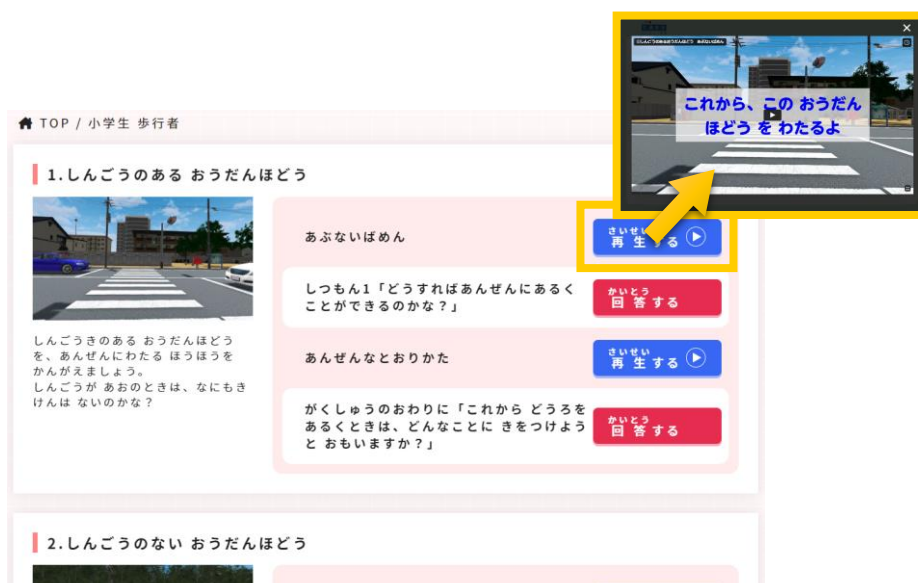 これから、この おうだん
ほどう を わたるよ
TOP / 小学生 歩行者
1.しんごうのある おうだんほどう
あぶないばめん
しつもん1「どうすればあんぜんにあるく
ことができるのかな？」
かいとう
回答する
しんごうきのある おうだんほどう
を、あんぜんにわたる ほうほうを
かんがえましょう。
しんごうが あおのときは、なにもき
けんは ないのかな？
あんぜんなとおりかた
さいせい
再生する
がくしゅうのおわりに「これから どうろを
あるくときは、どんなことに きをつけよう
と おもいますか？」
かいとう
回答する
2.しんごうのない おうだんほどう